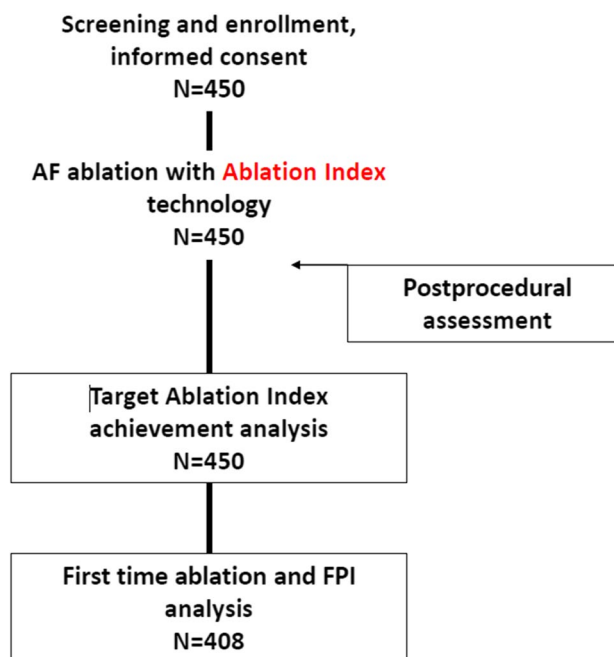 Screening and enrollment,
informed consent
N=450
AF ablation with Ablation Index
technology
N=450
Postprocedural
assessment
Target Ablation Index
achievement analysis
N=450
First time ablation and FPI
analysis
N=408